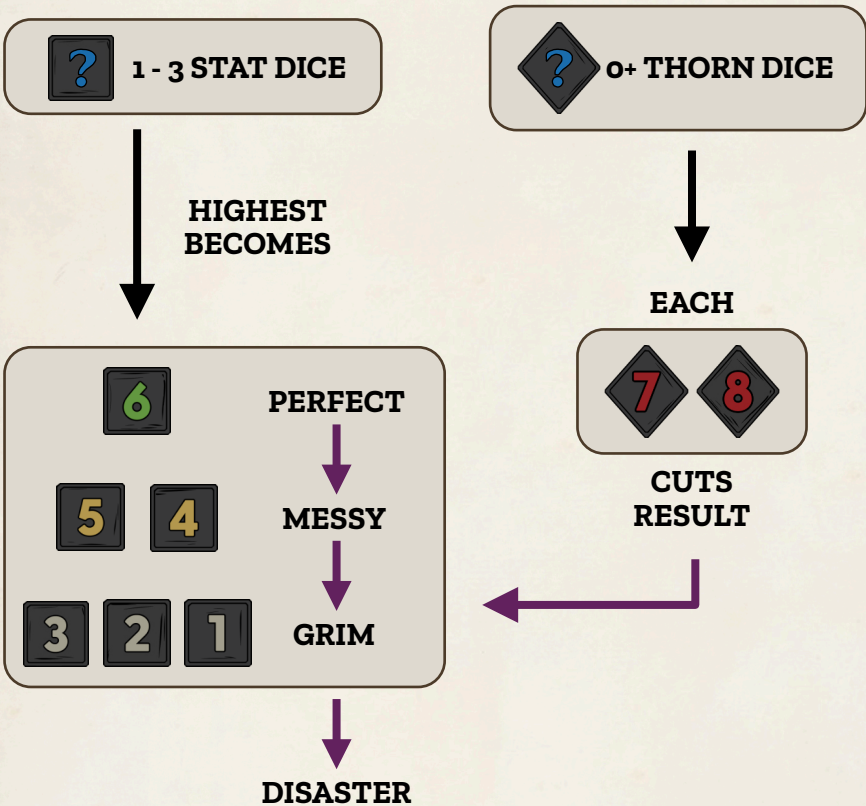 ? 1 - 3 STAT DICE
? 0+ THORN DICE
HIGHEST
BECOMES
EACH
7 8
CUTS
RESULT
6 PERFECT
5 4 MESSY
3 2 1 GRIM
DISASTER